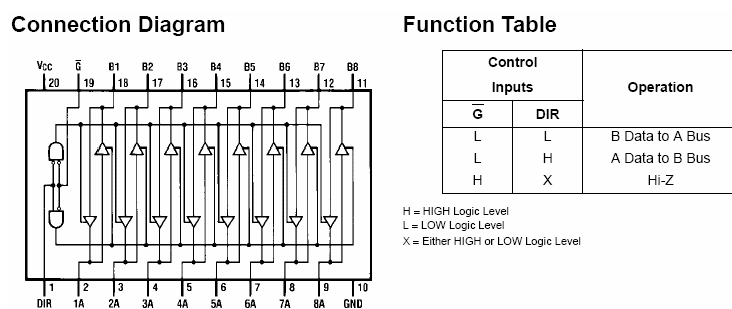 Connection Diagram
VCC G B1 B2 B3 B4 B5 B6 B7 B8
20 19 18 17 16 15 14 13 12 11
1 2 3 4 5 6 7 8 9 10
DIR 1A 2A 3A 4A 5A 6A 7A 8A GND
Function Table
Control
Inputs
Operation
G DIR
L L B Data to A Bus
L H A Data to B Bus
H X Hi-Z
H = HIGH Logic Level
L = LOW Logic Level
X = Either HIGH or LOW Logic Level